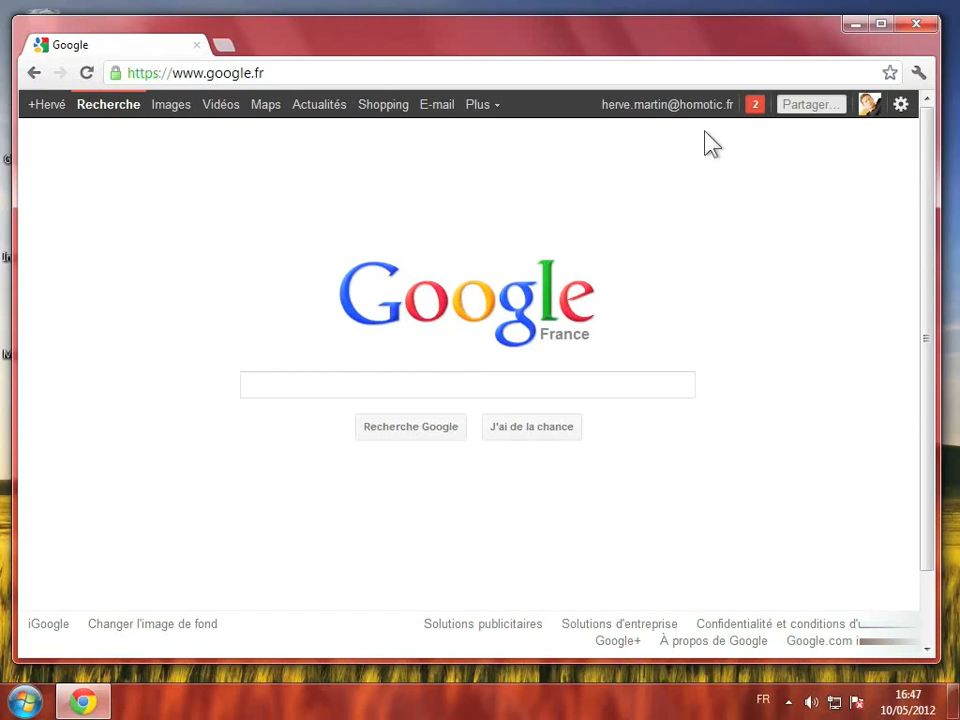 Google
https://www.google.fr
+Hervé Recherche Images Vidéos Maps Actualités Shopping E-mail Plus herve.martin@homotic.fr 2 Partager...
Google
France
Recherche Google J'ai de la chance
iGoogle Changer l'image de fond Solutions publicitaires Solutions d'entreprise Confidentialité et conditions d'u
Google+ À propos de Google Google.com i
FR 16:47
10/05/2012